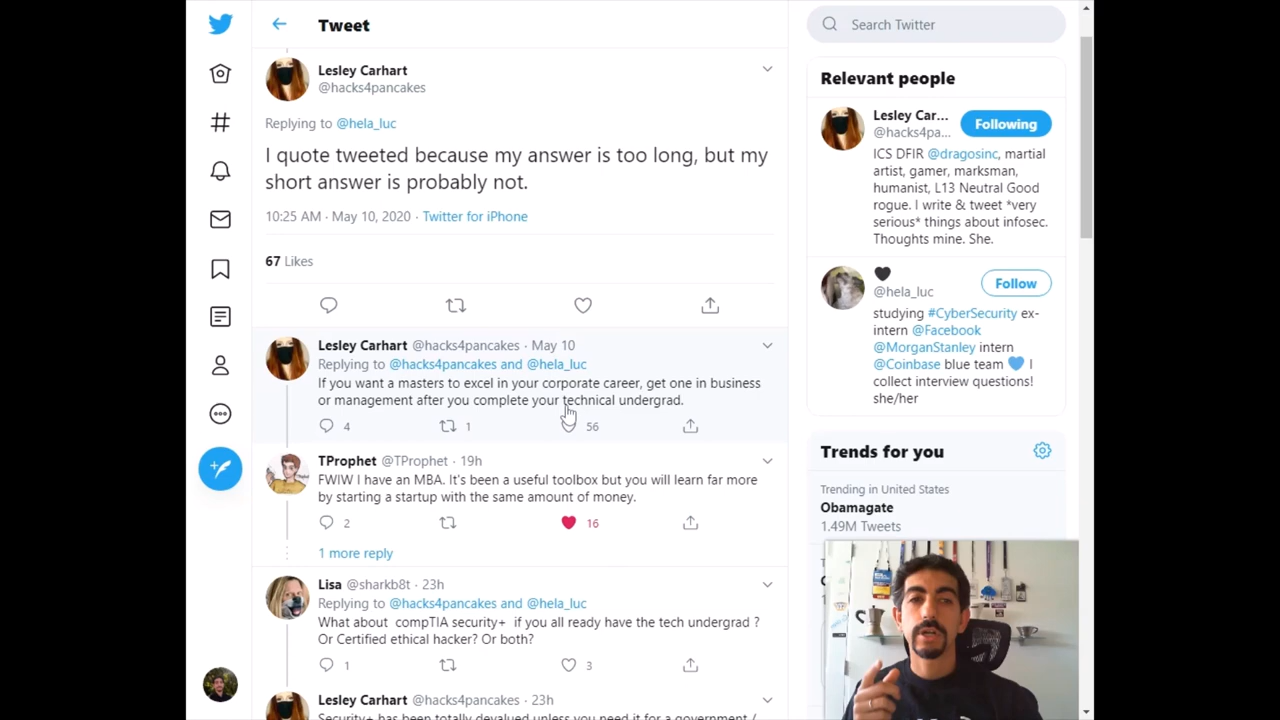 Tweet
Lesley Carhart
@hacks4pancakes
Replying to @hela_luc
I quote tweeted because my answer is too long, but my
short answer is probably not.
10:25 AM · May 10, 2020 · Twitter for iPhone
67 Likes
Lesley Carhart @hacks4pancakes · May 10
Replying to @hacks4pancakes and @hela_luc
If you want a masters to excel in your corporate career, get one in business
or management after you complete your technical undergrad.
4 1 56
TProphet @TProphet · 19h
FWIW I have an MBA. It's been a useful toolbox but you will learn far more
by starting a startup with the same amount of money.
2 16
1 more reply
Lisa @sharkb8t · 23h
Replying to @hacks4pancakes and @hela_luc
What about compTIA security+ if you all ready have the tech undergrad ?
Or Certified ethical hacker? Or both?
1 3
Lesley Carhart @hacks4pancakes · 23h
Security+ has been totally devalued unless you need it for a government /
Search Twitter
Relevant people
Lesley Car...
@hacks4pa...
Following
ICS DFIR @dragosinc, martial
artist, gamer, marksman,
humanist, L13 Neutral Good
rogue. I write & tweet *very
serious* things about infosec.
Thoughts mine. She.
@hela_luc
Follow
studying #CyberSecurity ex-
intern @Facebook
@MorganStanley intern
@Coinbase blue team 💙 I
collect interview questions!
she/her
Trends for you
Trending in United States
Obamagate
1.49M Tweets